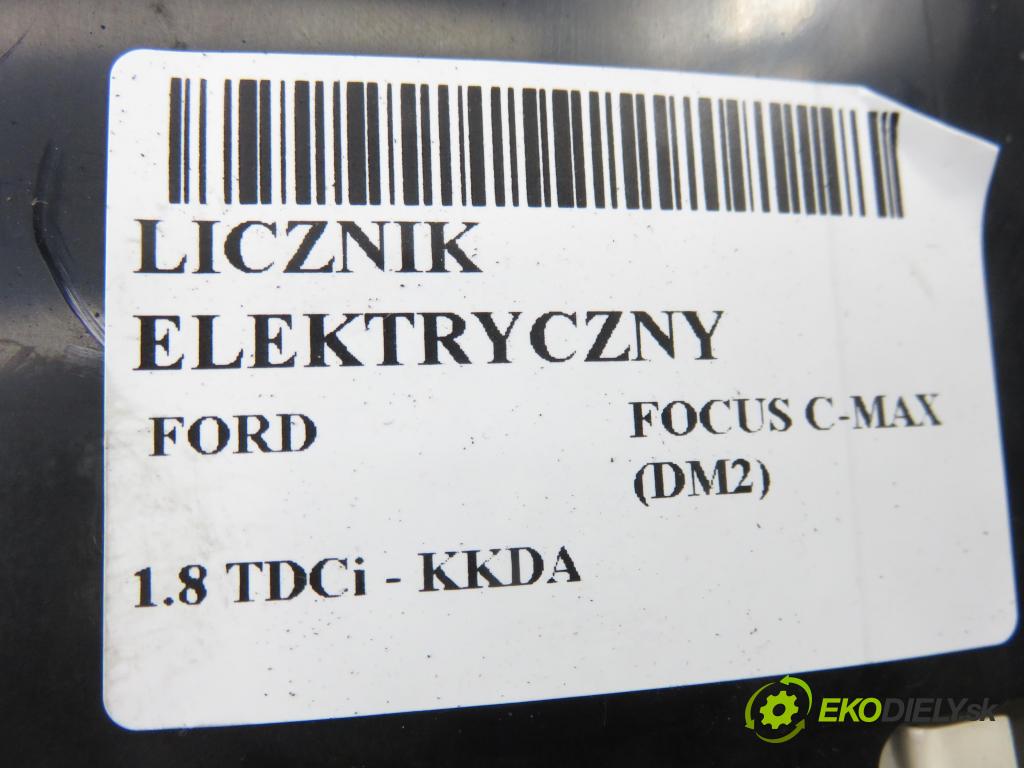 LICZNIK
ELEKTRYCZNY
FORD
FOCUS C-MAX
(DM2)
1.8 TDCi - KKDA
EKODIELY.sk